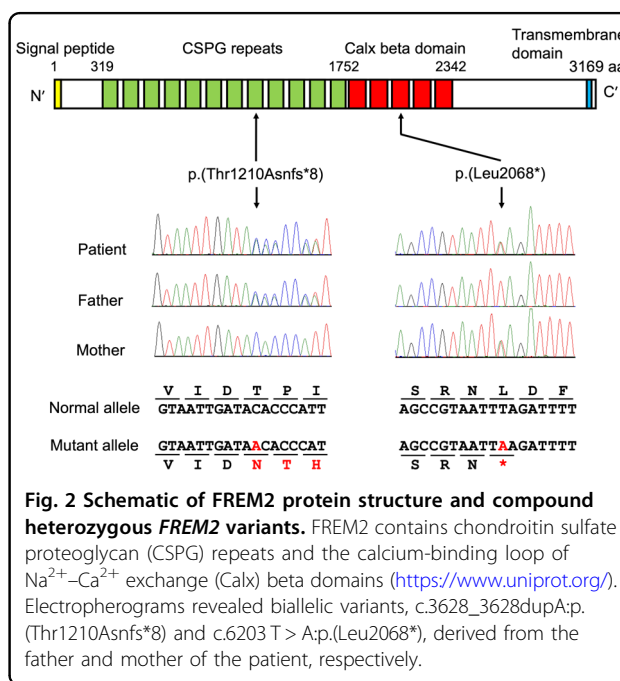 Transmembrane
Signal peptide CSPG repeats Calx beta domain domain
1 319 1752 2342 3169 aa
N′ C′
p.(Thr1210Asnfs*8) p.(Leu2068*)
Patient
Father
Mother
V I D T P I S R N L D F
Normal allele GTAATTGATACACCCATT AGCCGTAATTTAGATTTT
Mutant allele GTAATTGATAACACCCAT AGCCGTAATTAAGATTTT
V I D N T H S R N *
Fig. 2 Schematic of FREM2 protein structure and compound
heterozygous FREM2 variants. FREM2 contains chondroitin sulfate
proteoglycan (CSPG) repeats and the calcium-binding loop of
Na²⁺–Ca²⁺ exchange (Calx) beta domains (https://www.uniprot.org/).
Electropherograms revealed biallelic variants, c.3628_3628dupA:p.
(Thr1210Asnfs*8) and c.6203 T > A:p.(Leu2068*), derived from the
father and mother of the patient, respectively.